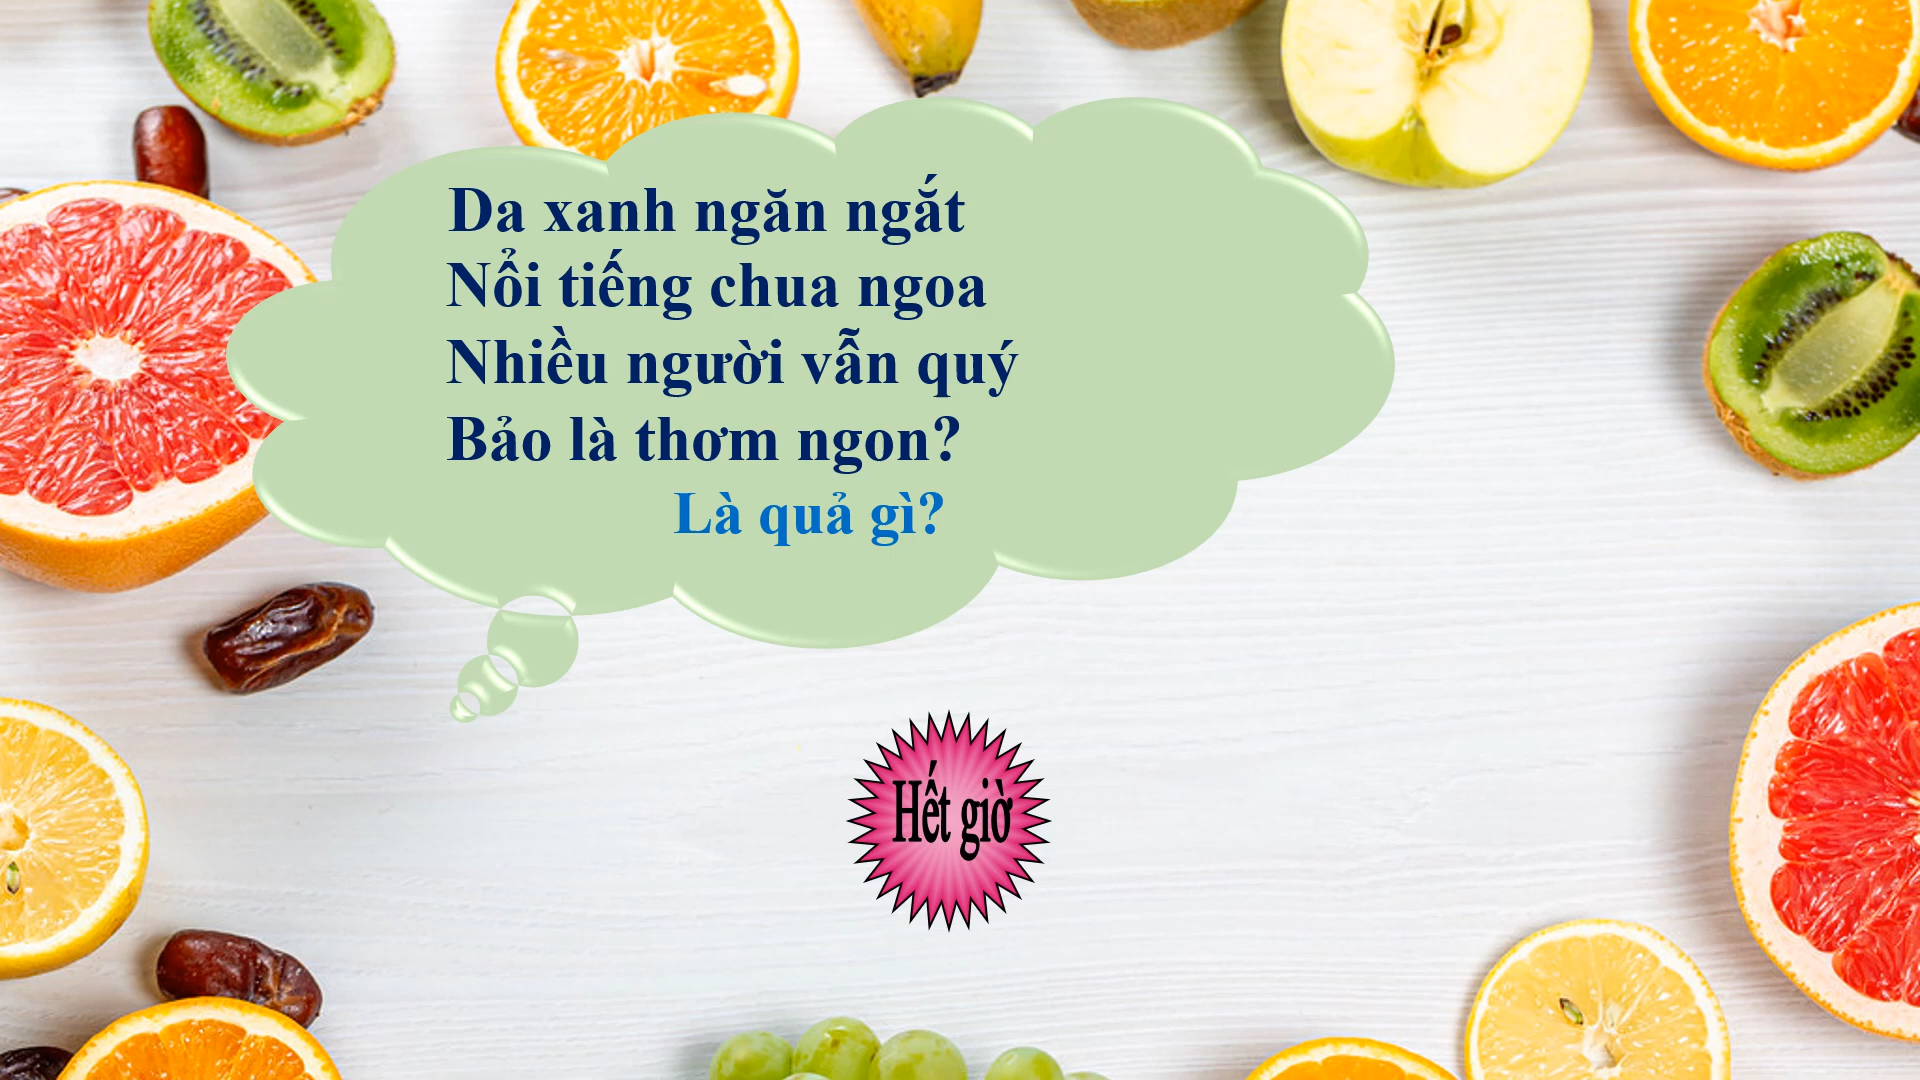 Da xanh ngăn ngắt
Nổi tiếng chua ngoa
Nhiều người vẫn quý
Bảo là thơm ngon?
Là quả gì?
Hết giờ